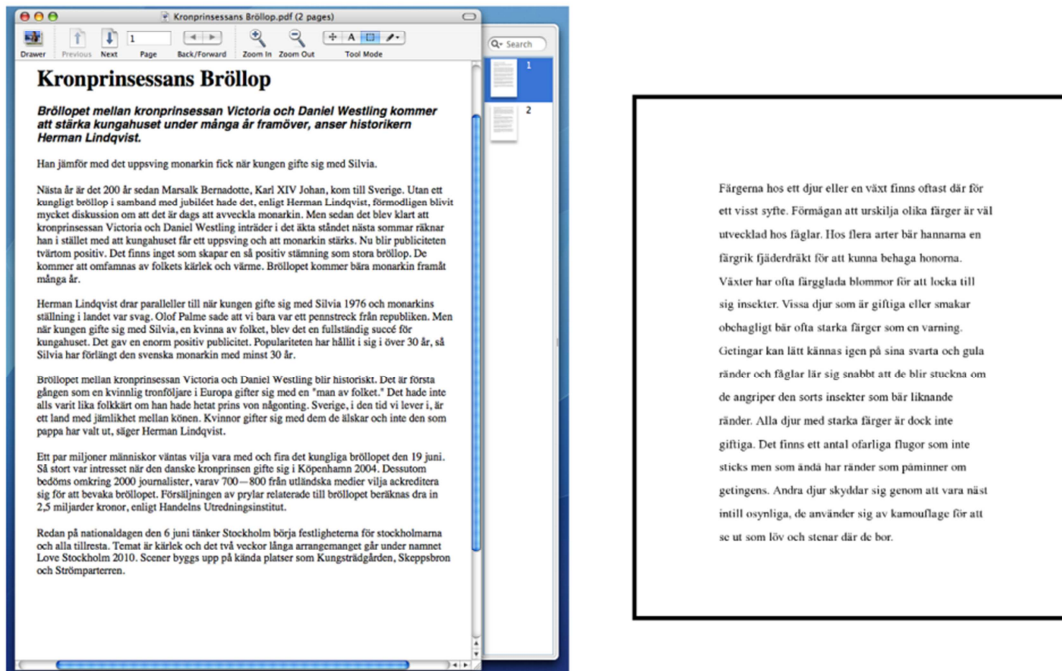 Kronprinsessans Bröllop.pdf (2 pages)
Drawer Previous Next Page Back/Forward Zoom In Zoom Out Tool Mode
1
A
Search
1
2
Kronprinsessans Bröllop
Bröllopet mellan kronprinsessan Victoria och Daniel Westling kommer
att stärka kungahuset under många år framöver, anser historikern
Herman Lindqvist.
Han jämför med det uppsving monarkin fick när kungen gifte sig med Silvia.
Nästa år är det 200 år sedan Marsalk Bernadotte, Karl XIV Johan, kom till Sverige. Utan ett
kungligt bröllop i samband med jubiléet hade det, enligt Herman Lindqvist, förmodligen blivit
mycket diskussion om att det är dags att avveckla monarkin. Men sedan det blev klart att
kronprinsessan Victoria och Daniel Westling inträder i det äkta ståndet nästa sommar räknar
han i stället med att kungahuset får ett uppsving och att monarkin stärks. Nu blir publiciteten
tvärtom positiv. Det finns inget som skapar en så positiv stämning som stora bröllop. De
kommer att omfamnas av folkets kärlek och värme. Bröllopet kommer bära monarkin framåt
många år.
Herman Lindqvist drar paralleller till när kungen gifte sig med Silvia 1976 och monarkins
ställning i landet var svag. Olof Palme sade att vi bara var ett pennstreck från republiken. Men
när kungen gifte sig med Silvia, en kvinna av folket, blev det en fullständig succé för
kungahuset. Det gav en enorm positiv publicitet. Populariteten har hållit i sig i över 30 år, så
Silvia har förlängt den svenska monarkin med minst 30 år.
Bröllopet mellan kronprinsessan Victoria och Daniel Westling blir historiskt. Det är första
gången som en kvinnlig tronföljare i Europa gifter sig med en "man av folket." Det hade inte
alls varit lika folkkärt om han hade hetat prins von någonting. Sverige, i den tid vi lever i, är
ett land med jämlikhet mellan könen. Kvinnor gifter sig med dem de älskar och inte den som
pappa har valt ut, säger Herman Lindqvist.
Ett par miljoner människor väntas vilja vara med och fira det kungliga bröllopet den 19 juni.
Så stort var intresset när den danske kronprinsen gifte sig i Köpenhamn 2004. Dessutom
bedöms omkring 2000 journalister, varav 700—800 från utländska medier vilja ackreditera
sig för att bevaka bröllopet. Försäljningen av prylar relaterade till bröllopet beräknas dra in
2,5 miljarder kronor, enligt Handelns Utredningsinstitut.
Redan på nationaldagen den 6 juni tänker Stockholm börja festligheterna för stockholmarna
och alla tillresta. Temat är kärlek och det två veckor långa arrangemanget går under namnet
Love Stockholm 2010. Scener byggs upp på kända platser som Kungsträdgården, Skeppsbron
och Strömparterren.
Färgerna hos ett djur eller en växt finns oftast där för
ett visst syfte. Förmågan att urskilja olika färger är väl
utvecklad hos fåglar. Hos flera arter bär hannarna en
färgrik fjäderdräkt för att kunna behaga honorna.
Växter har ofta färgglada blommor för att locka till
sig insekter. Vissa djur som är giftiga eller smakar
obehagligt bär ofta starka färger som en varning.
Getingar kan lätt kännas igen på sina svarta och gula
ränder och fåglar lär sig snabbt att de blir stuckna om
de angriper den sorts insekter som bär liknande
ränder. Alla djur med starka färger är dock inte
giftiga. Det finns ett antal ofarliga flugor som inte
sticks men som ändå har ränder som påminner om
getingens. Andra djur skyddar sig genom att vara näst
intill osynliga, de använder sig av kamouflage för att
se ut som löv och stenar där de bor.